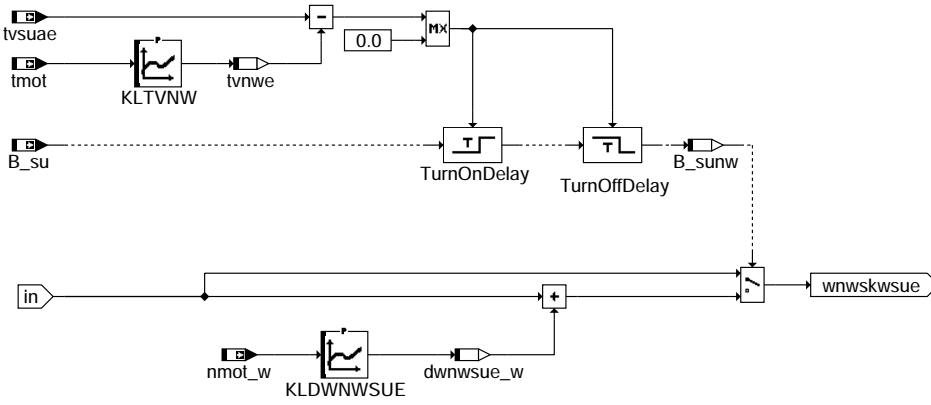 tvsuae
-
0.0
MX
P
tmot
KLTVNW
tvnwe
B_su
T
TurnOnDelay
T
TurnOffDelay
B_sunw
in
+
wnwskwsue
P
nmot_w
KLDWNWSUE
dwnwsue_w